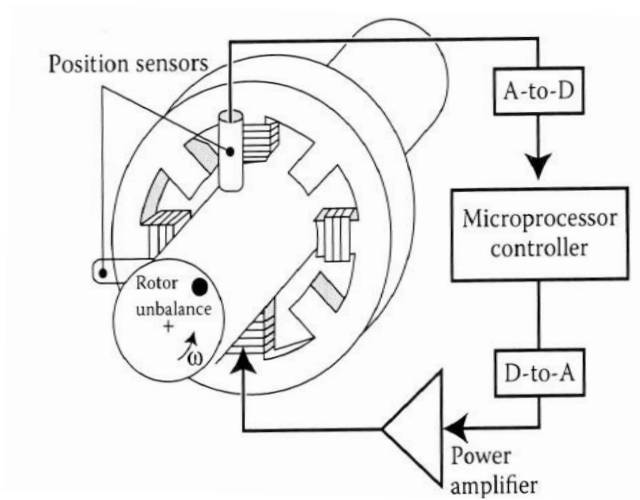 Position sensors
A-to-D
Microprocessor
controller
Rotor
unbalance
+
ω
D-to-A
Power
amplifier